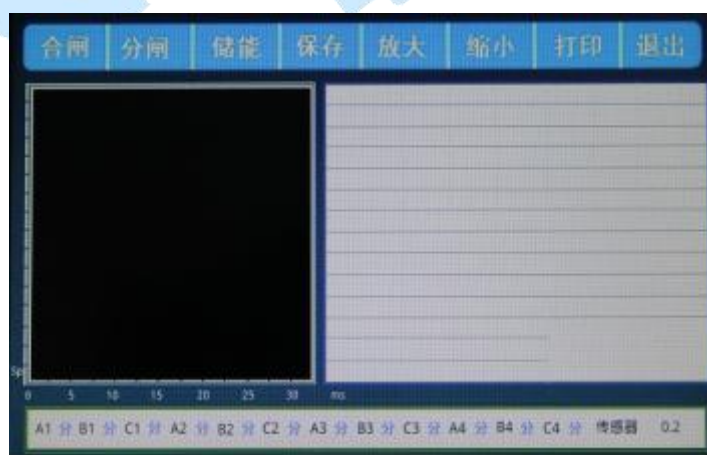 合闸 分闸 储能 保存 放大 缩小 打印 退出
Sp
0 5 10 15 20 25 30 ms
A1 分 B1 分 C1 分 A2 分 B2 分 C2 分 A3 分 B3 分 C3 分 A4 分 B4 分 C4 分 传感器 0.2